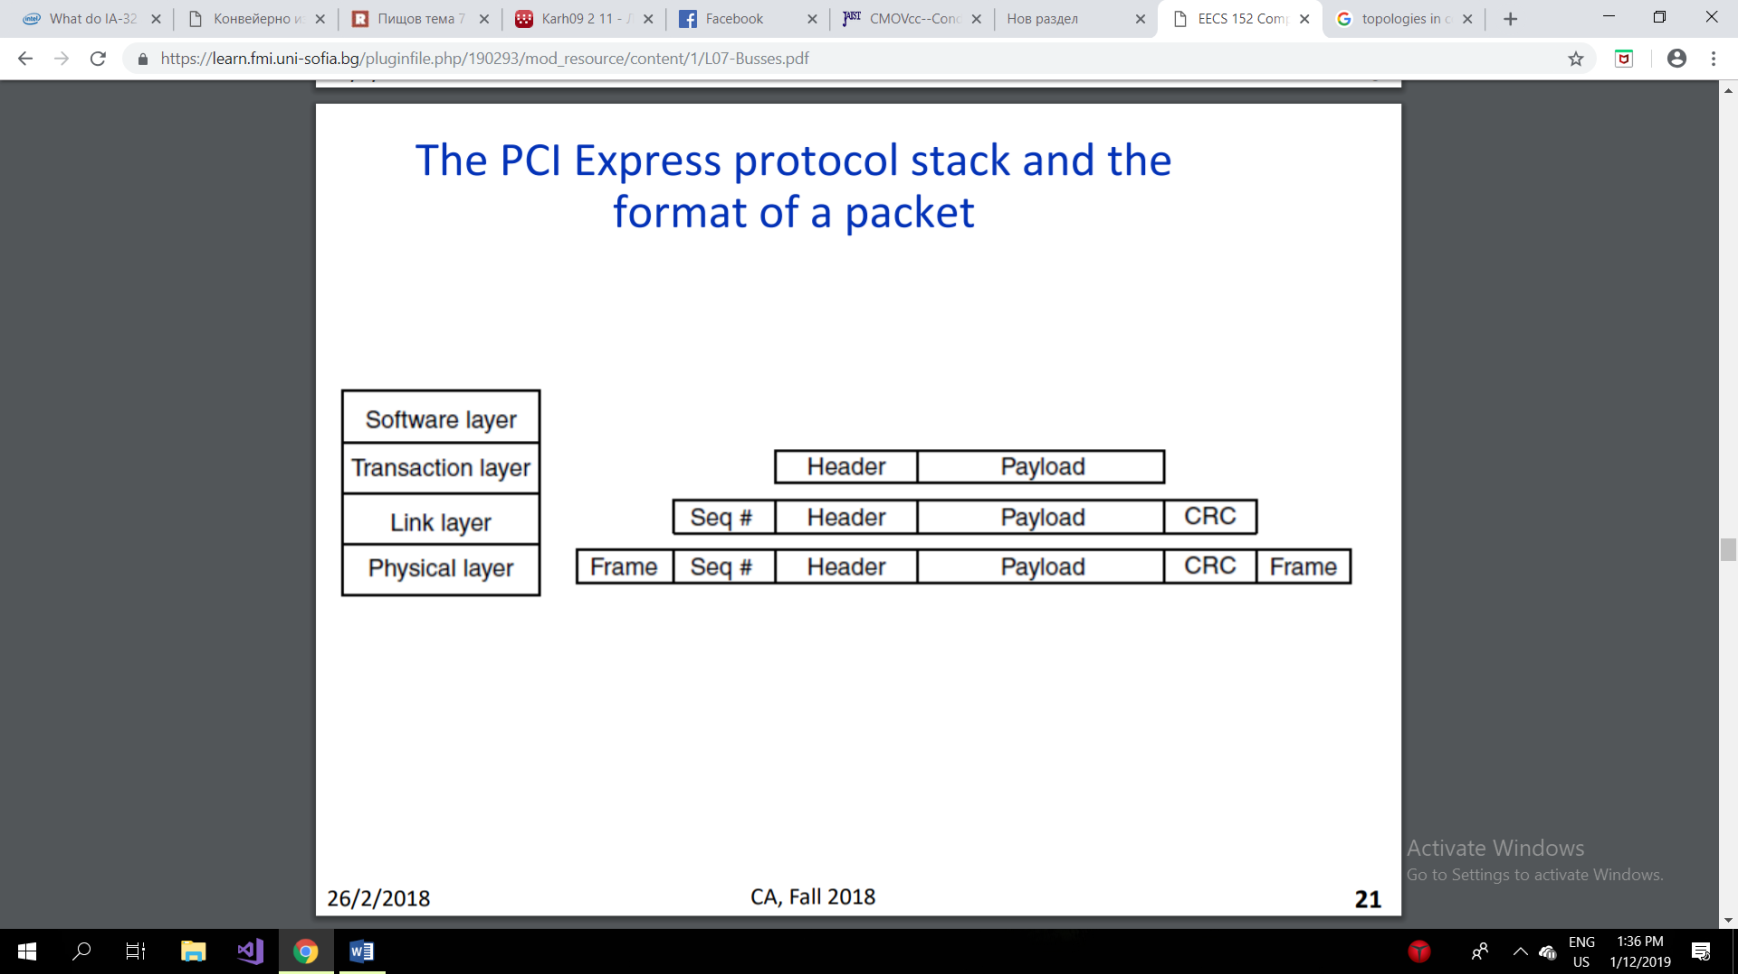 What do IA-32
Конвейерно и
Пищов тема 7
Karh09 2 11 -
Facebook
CMOVcc--Con
Нов раздел
EECS 152 Comp
topologies in c
https://learn.fmi.uni-sofia.bg/pluginfile.php/190293/mod_resource/content/1/L07-Busses.pdf
The PCI Express protocol stack and the
format of a packet
Software layer
Transaction layer
Header Payload
Link layer
Seq # Header Payload CRC
Physical layer
Frame Seq # Header Payload CRC Frame
26/2/2018
CA, Fall 2018
21
Activate Windows
Go to Settings to activate Windows.
ENG
US
1:36 PM
1/12/2019